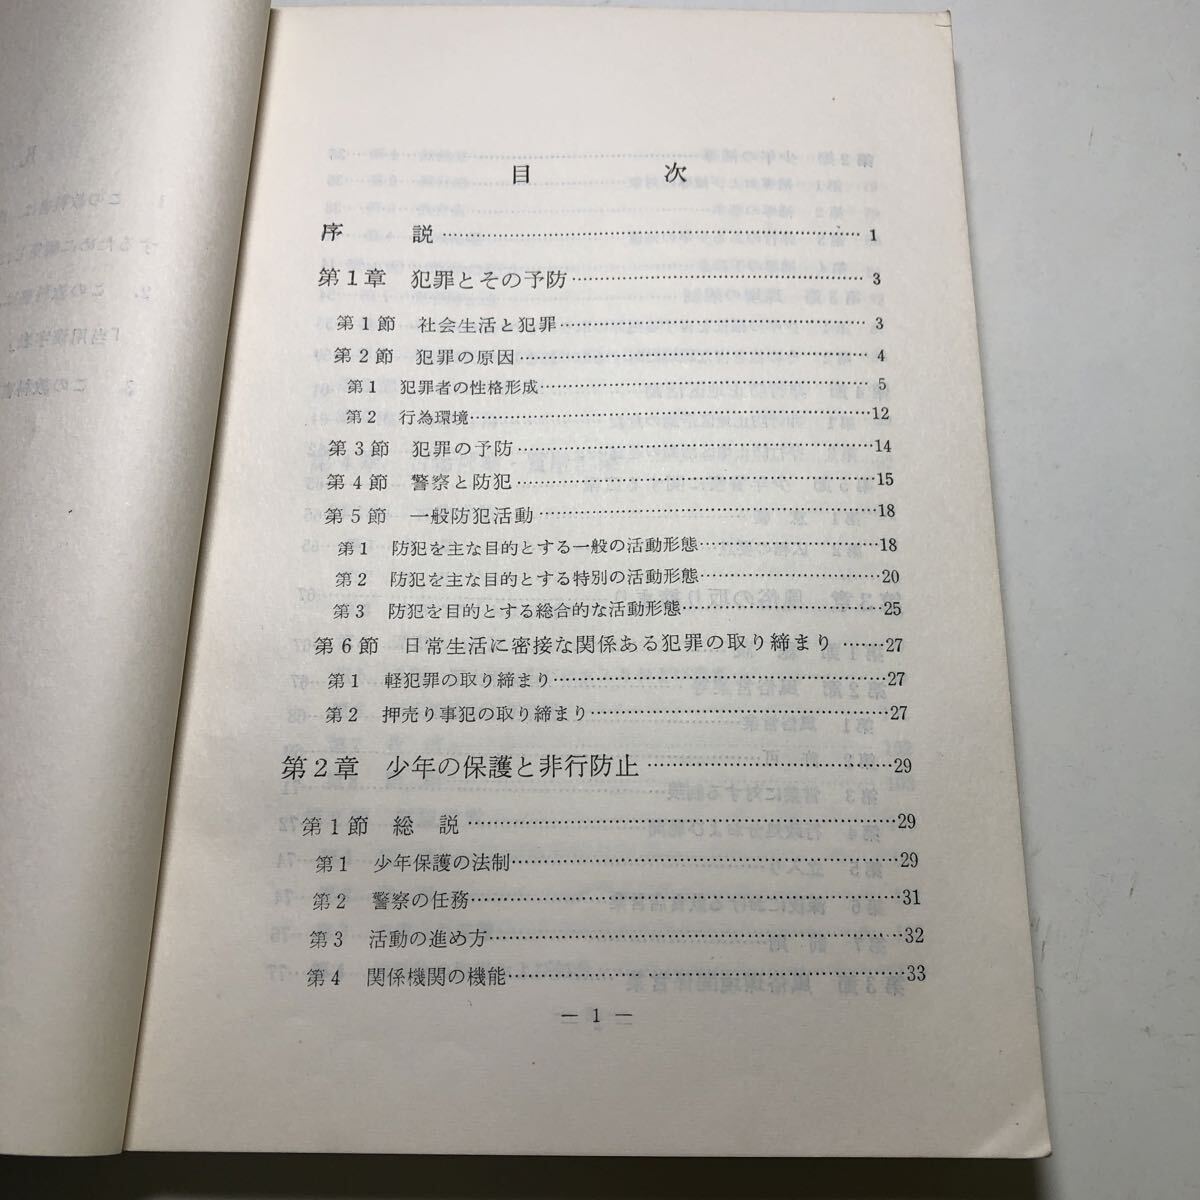 目　次
序　説……1
第1章　犯罪とその予防……3
第1節　社会生活と犯罪……3
第2節　犯罪の原因……4
第1　犯罪者の性格形成……5
第2　行為環境……12
第3節　犯罪の予防……14
第4節　警察と防犯……15
第5節　一般防犯活動……18
第1　防犯を主な目的とする一般の活動形態……18
第2　防犯を主な目的とする特別の活動形態……20
第3　防犯を目的とする総合的な活動形態……25
第6節　日常生活に密接な関係ある犯罪の取り締まり……27
第1　軽犯罪の取り締まり……27
第2　押売り事犯の取り締まり……27
第2章　少年の保護と非行防止……29
第1節　総　説……29
第1　少年保護の法制……29
第2　警察の任務……31
第3　活動の進め方……32
第4　関係機関の機能……33
— 1 —